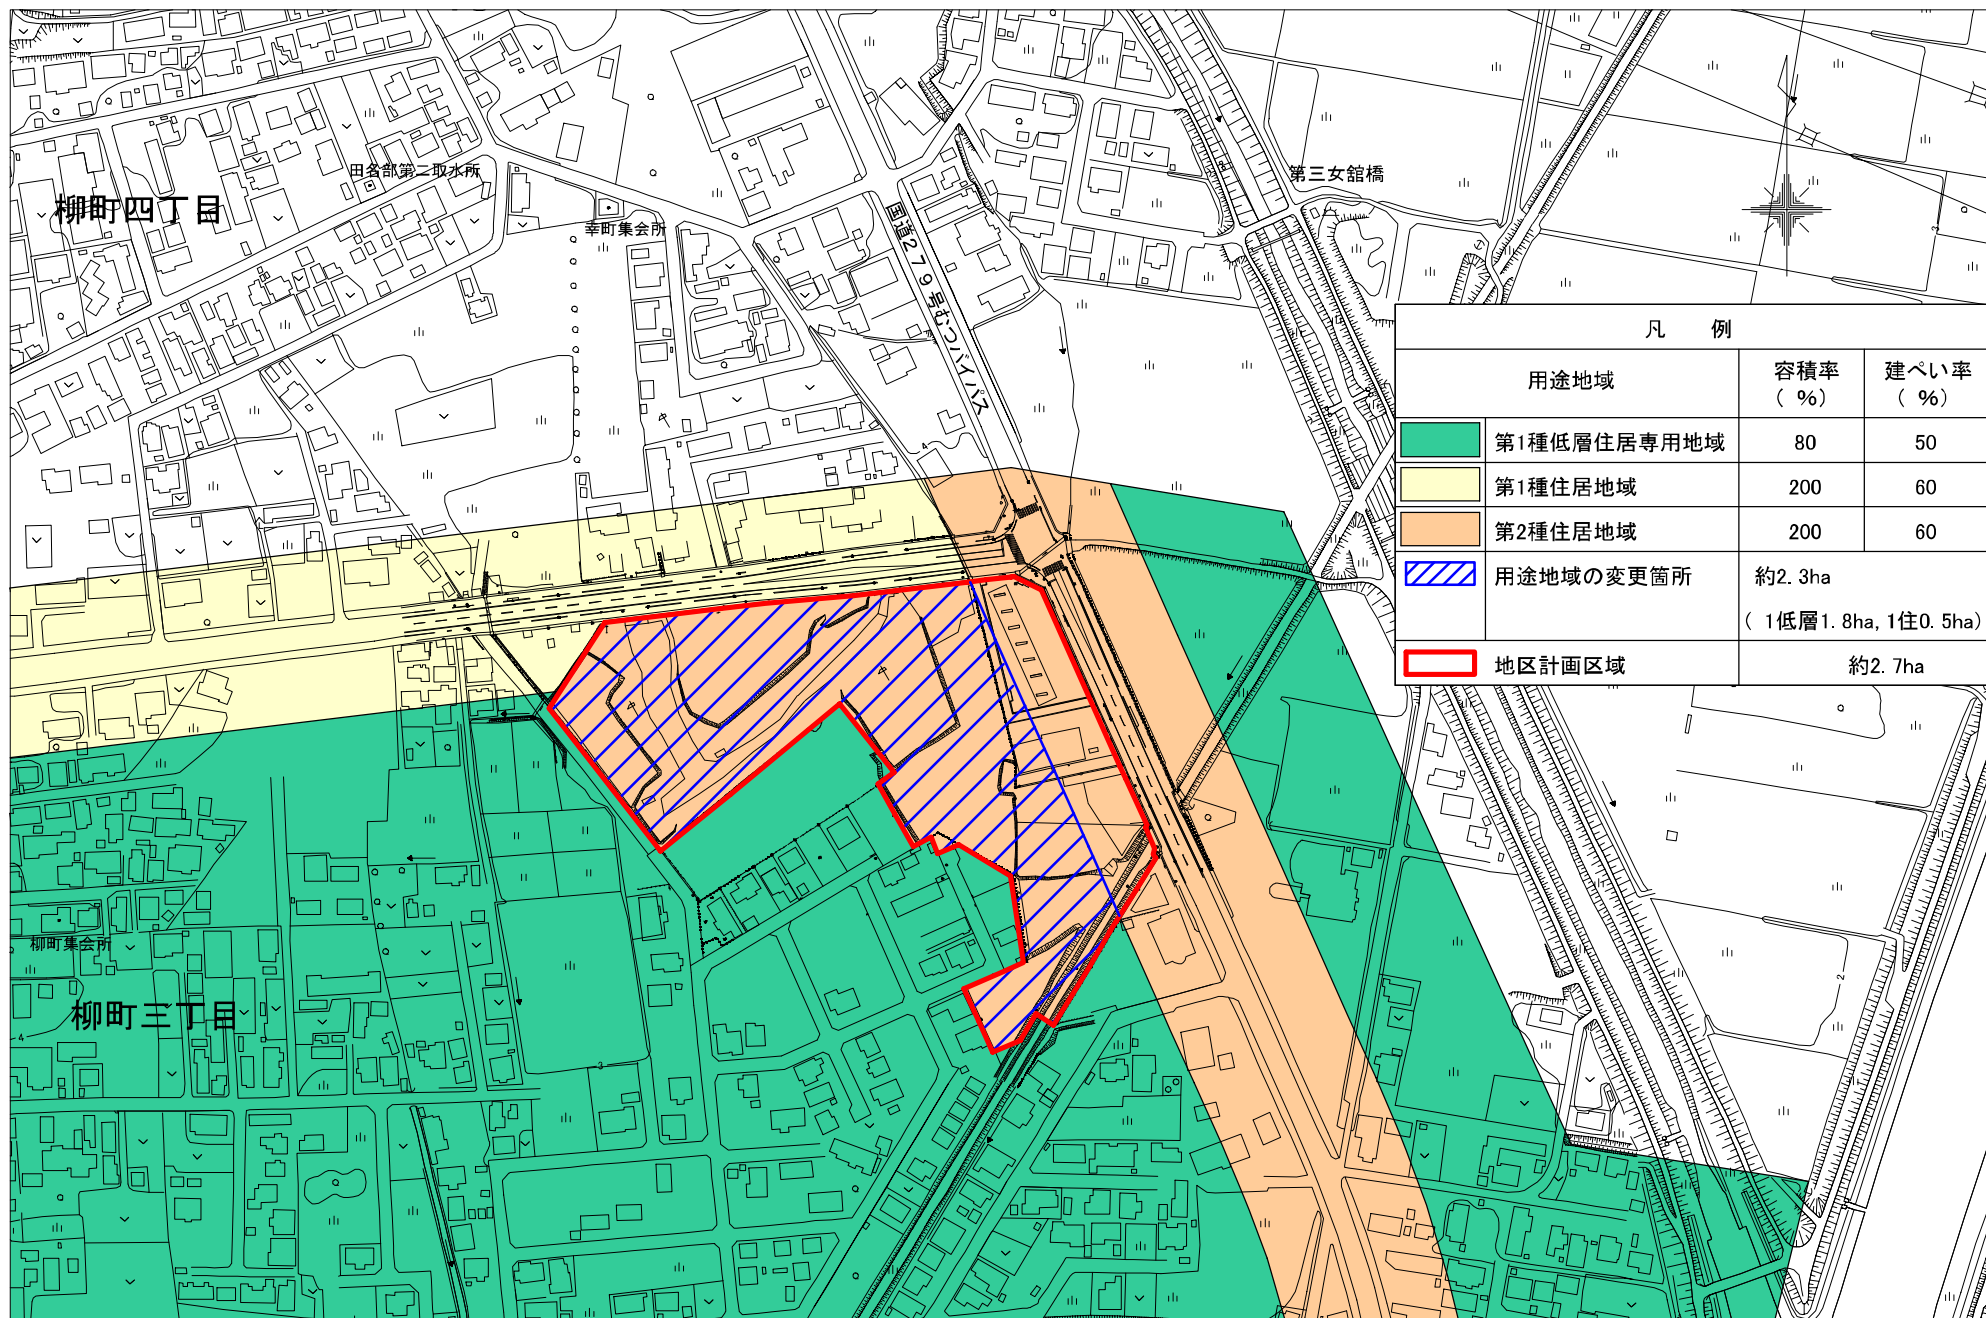 田名部第二取水所
柳町四丁目
幸町集会所
国道279号むつバイパス
第三女舘橋
凡 例
用途地域 容積率 建ぺい率
( %) ( %)
第1種低層住居専用地域 80 50
第1種住居地域 200 60
第2種住居地域 200 60
用途地域の変更箇所 約2.3ha
( 1低層1.8ha, 1住0.5ha)
地区計画区域 約2.7ha
柳町集会所
柳町三丁目
4
3
4
3
2